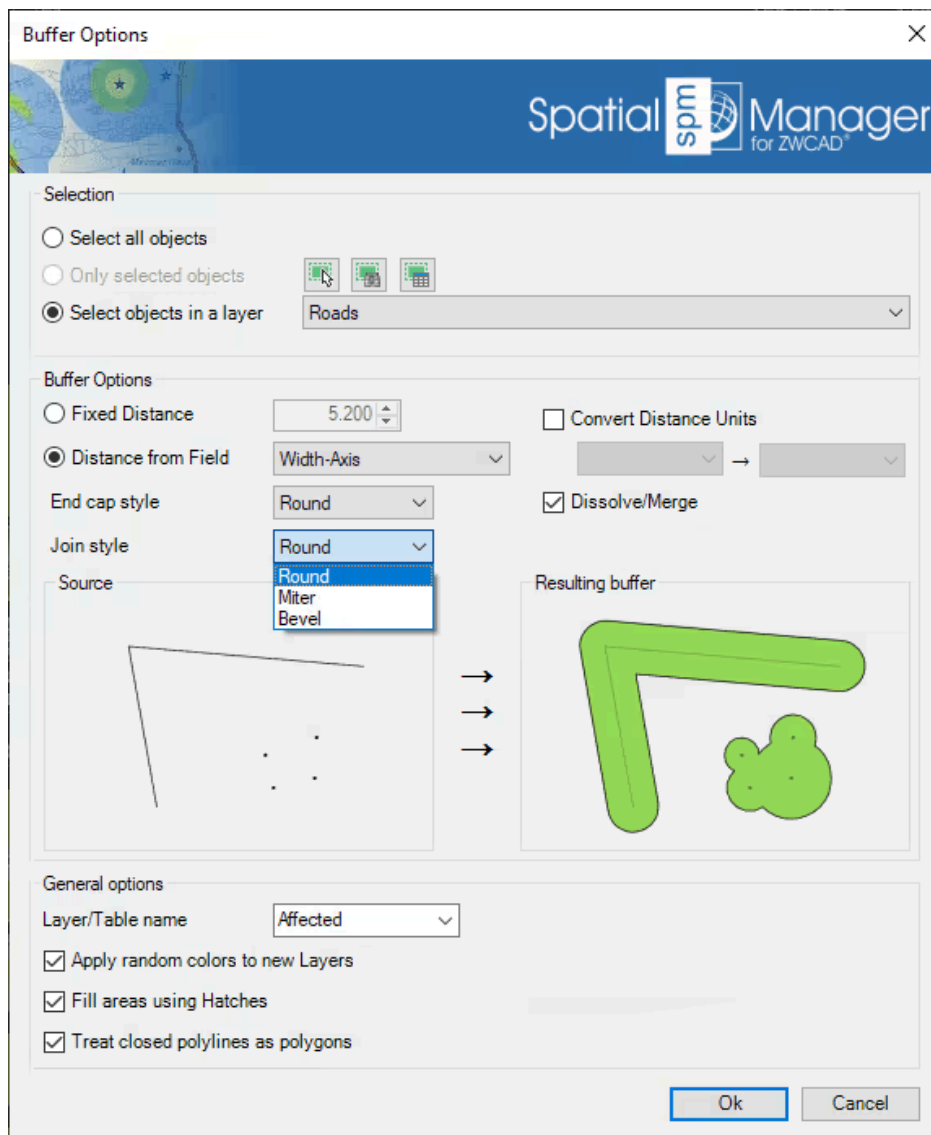 Buffer Options
Spatial spm Manager
for ZWCAD®
Selection
Select all objects
Only selected objects
Select objects in a layer
Roads
Buffer Options
Fixed Distance
5.200
Convert Distance Units
Distance from Field
Width-Axis
→
End cap style
Round
Dissolve/Merge
Join style
Round
Round
Miter
Bevel
Source
Resulting buffer
General options
Layer/Table name
Affected
Apply random colors to new Layers
Fill areas using Hatches
Treat closed polylines as polygons
Ok
Cancel